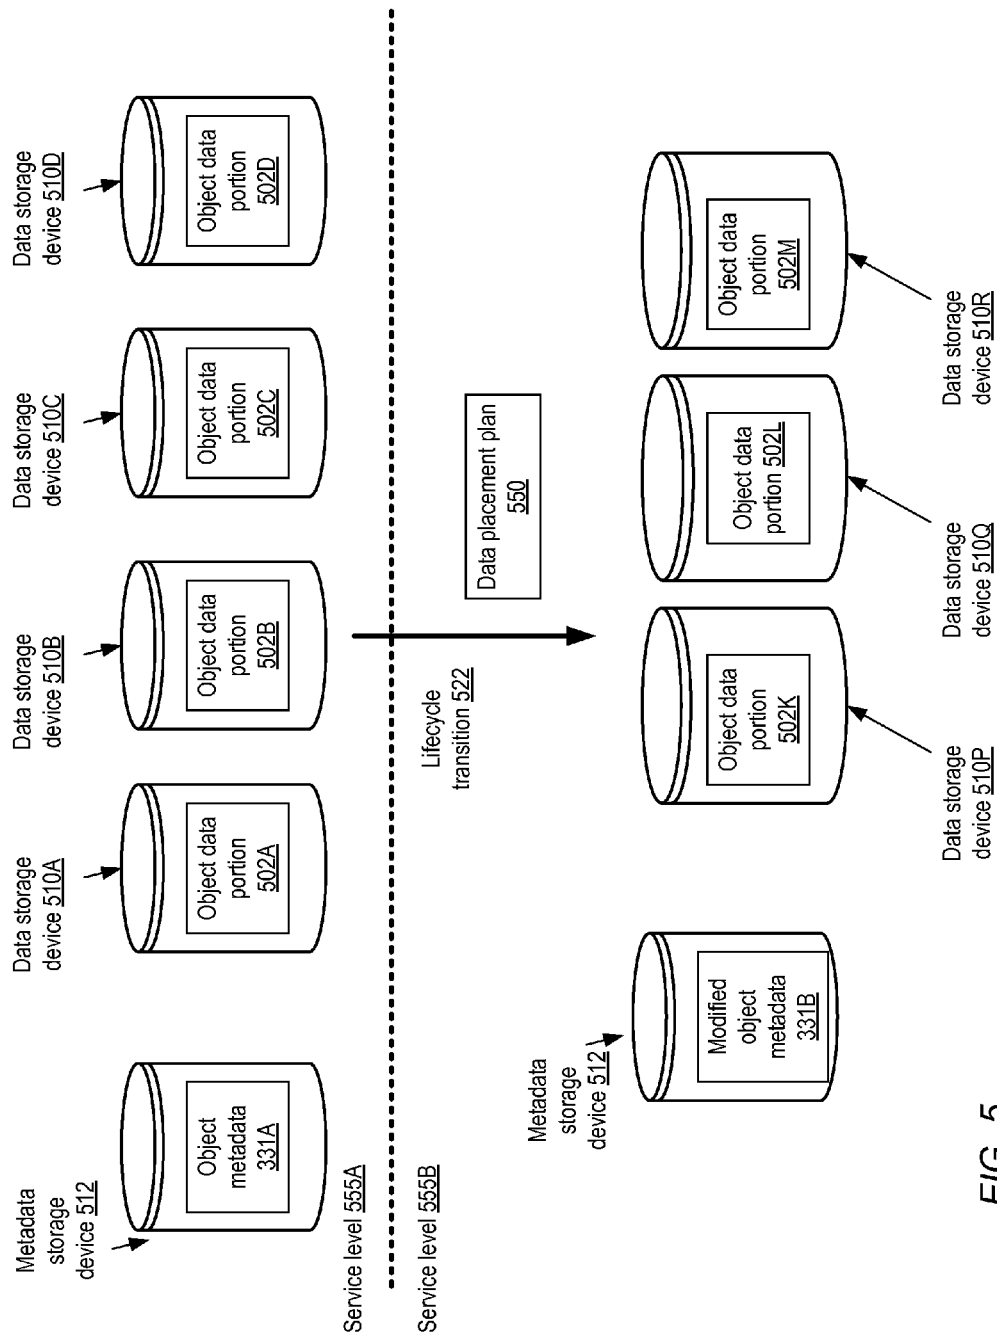 Metadata
storage
device 512
Data storage
device 510A
Data storage
device 510B
Data storage
device 510C
Data storage
device 510D
Object
metadata
331A
Object data
portion
502A
Object data
portion
502B
Object data
portion
502C
Object data
portion
502D
Service level 555A
Service level 555B
Lifecycle
transition 522
Data placement plan
550
Metadata
storage
device 512
Modified
object
metadata
331B
Object data
portion
502K
Object data
portion 502L
Object data
portion
502M
Data storage
device 510P
Data storage
device 510Q
Data storage
device 510R
FIG. 5